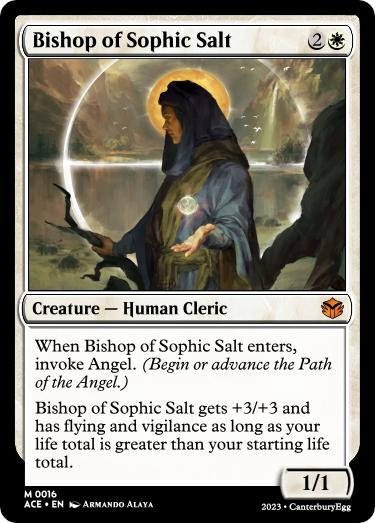 Bishop of Sophic Salt 2
Creature — Human Cleric
When Bishop of Sophic Salt enters,
invoke Angel. (Begin or advance the Path
of the Angel.)
Bishop of Sophic Salt gets +3/+3 and
has flying and vigilance as long as your
life total is greater than your starting life
total.
1/1
M 0016
ACE • EN Armando Alaya
2023 - CanterburyEgg